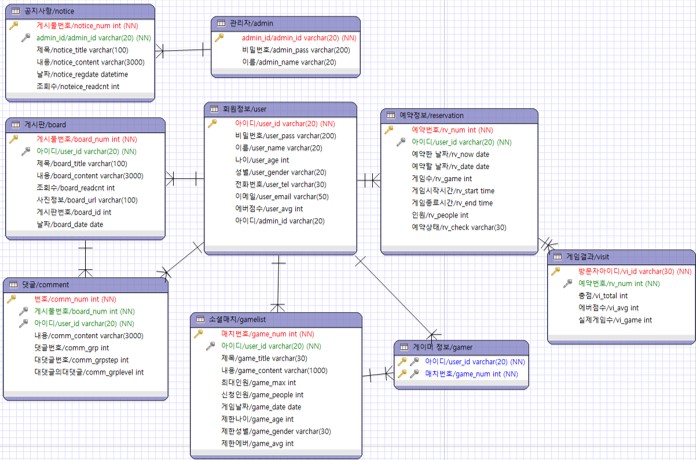 공지사항/notice
게시물번호/notice_num int (NN)
admin_id/admin_id varchar(20) (NN)
제목/notice_title varchar(100)
내용/notice_content varchar(3000)
날짜/notice_regdate datetime
조회수/noteice_readcnt int
관리자/admin
admin_id/admin_id varchar(20) (NN)
비밀번호/admin_pass varchar(200)
이름/admin_name varchar(20)
게시판/board
게시물번호/board_num int (NN)
아이디/user_id varchar(20) (NN)
제목/board_title varchar(100)
내용/board_content varchar(3000)
조회수/board_readcnt int
사진정보/board_url varchar(100)
게시판번호/board_id int
날짜/board_date date
회원정보/user
아이디/user_id varchar(20) (NN)
비밀번호/user_pass varchar(200)
이름/user_name varchar(20)
나이/user_age int
성별/user_gender varchar(20)
전화번호/user_tel varchar(30)
이메일/user_email varchar(50)
에버점수/user_avg int
아이디/admin_id varchar(20)
예약정보/reservation
예약번호/rv_num int (NN)
아이디/user_id varchar(20) (NN)
예약한 날짜/rv_now date
예약할 날짜/rv_date date
게임수/rv_game int
게임시작시간/rv_start time
게임종료시간/rv_end time
인원/rv_people int
예약상태/rv_check varchar(30)
게임결과/visit
방문자아이디/vi_id varchar(30) (NN)
예약번호/rv_num int (NN)
총점/vi_total int
에버점수/vi_avg int
실제게임수/vi_game int
댓글/comment
번호/comm_num int (NN)
게시물번호/board_num int (NN)
아이디/user_id varchar(20) (NN)
내용/comm_content varchar(3000)
댓글번호/comm_grp int
대댓글번호/comm_grpstep int
대댓글의대댓글/comm_grplevel int
소셜매치/gamelist
매치번호/game_num int (NN)
아이디/user_id varchar(20) (NN)
제목/game_title varchar(30)
내용/game_content varchar(1000)
최대인원/game_max int
신청인원/game_people int
게임날짜/game_date date
제한나이/game_age int
제한성별/game_gender varchar(30)
제한에버/game_avg int
게이머 정보/gamer
아이디/user_id varchar(20) (NN)
매치번호/game_num int (NN)